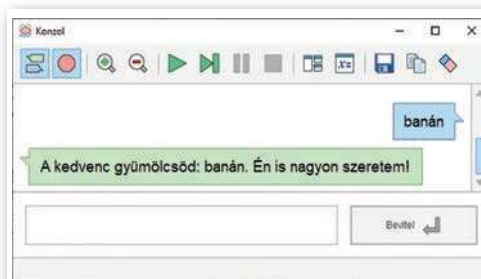 Konzol
x=
banán
A kedvenc gyümölcsöd: banán. Én is nagyon szeretem!
Bevitel